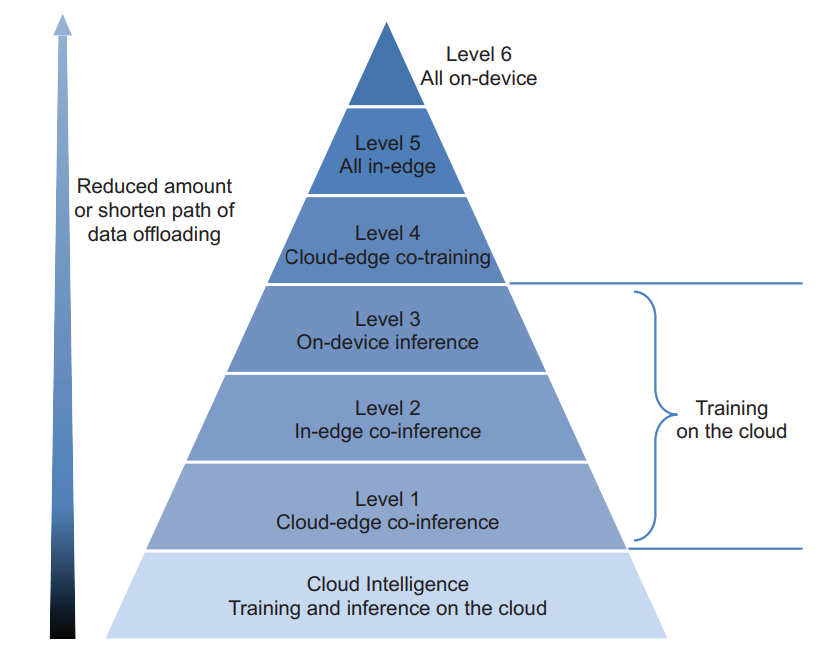 Level 6
All on-device
Level 5
All in-edge
Reduced amount
or shorten path of
data offloading
Level 4
Cloud-edge co-training
Level 3
On-device inference
Level 2
In-edge co-inference
Training
on the cloud
Level 1
Cloud-edge co-inference
Cloud Intelligence
Training and inference on the cloud